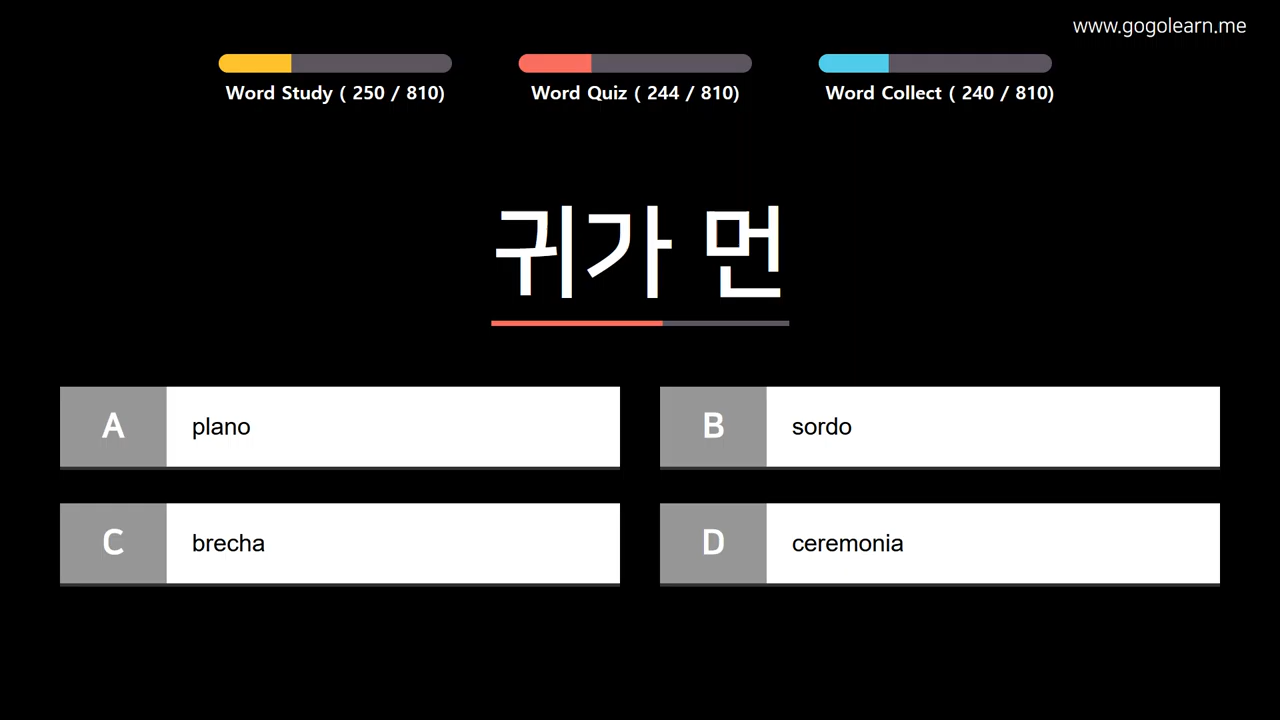 www.gogolearn.me
Word Study ( 250 / 810)
Word Quiz ( 244 / 810)
Word Collect ( 240 / 810)
귀가 먼
A plano
B sordo
C brecha
D ceremonia